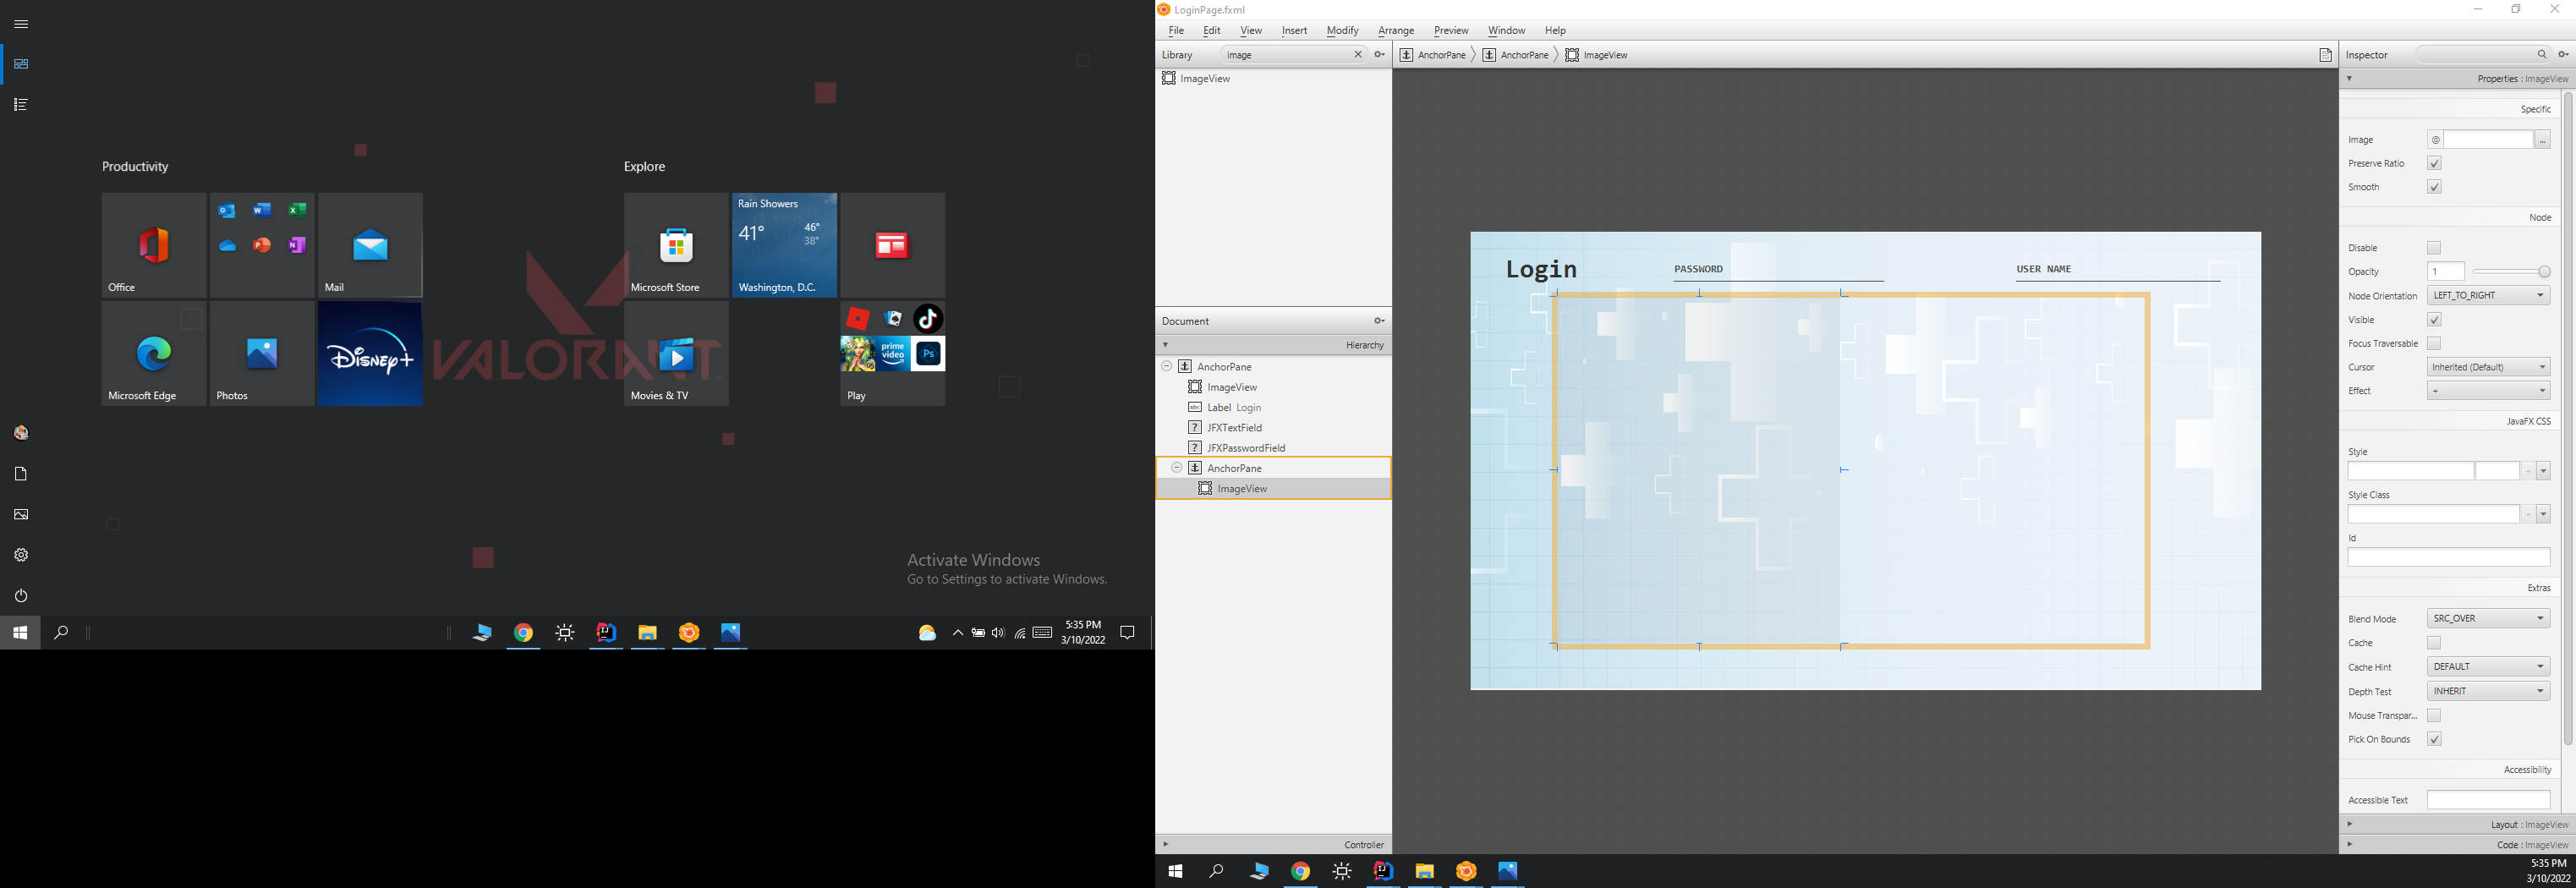 Productivity
Explore
Office
Mail
Microsoft Store
Rain Showers
41°
46°
38°
Washington, D.C.
Microsoft Edge
Photos
Disney+
VALORANT
Movies & TV
prime video
Ps
Play
Activate Windows
Go to Settings to activate Windows.
5:35 PM
3/10/2022
LoginPage.fxml
File Edit View Insert Modify Arrange Preview Window Help
Library image
ImageView
AnchorPane AnchorPane ImageView
Document
Hierarchy
AnchorPane
ImageView
abc Label Login
? JFXTextField
? JFXPasswordField
AnchorPane
ImageView
Controller
Login
PASSWORD
USER NAME
Inspector
Properties : ImageView
Specific
Image @ ...
Preserve Ratio
Smooth
Node
Disable
Opacity 1
Node Orientation LEFT_TO_RIGHT
Visible
Focus Traversable
Cursor Inherited (Default)
Effect +
JavaFX CSS
Style
Style Class
Id
Extras
Blend Mode SRC_OVER
Cache
Cache Hint DEFAULT
Depth Test INHERIT
Mouse Transpar...
Pick On Bounds
Accessibility
Accessible Text
Layout : ImageView
Code : ImageView
5:35 PM
3/10/2022